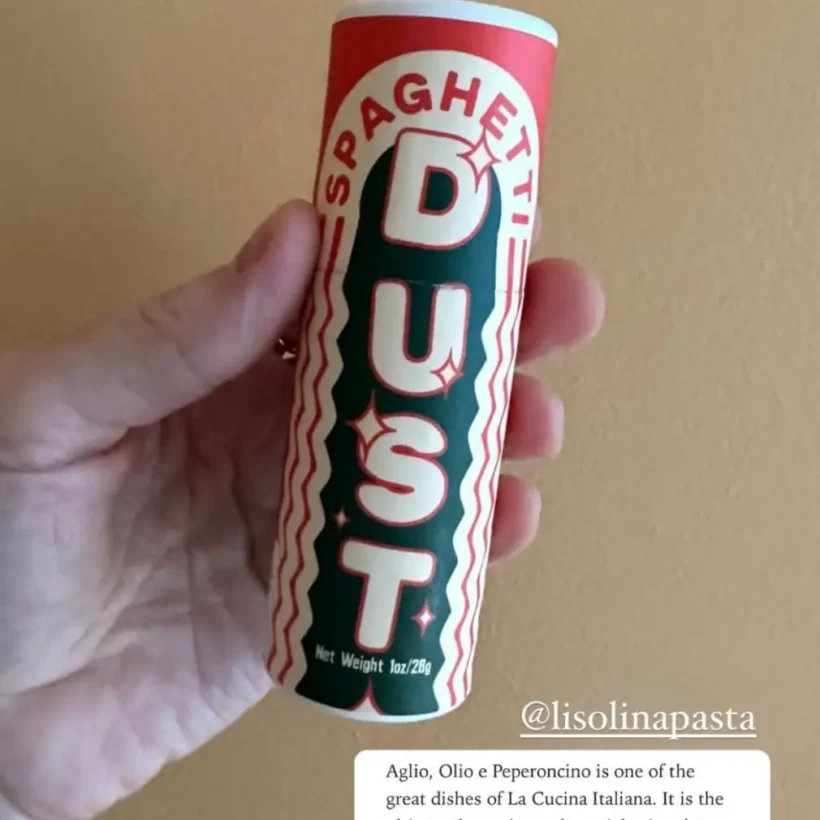 SPAGHETTI
DUST
Net Weight 1oz/28g
@lisolinapasta
Aglio, Olio e Peperoncino is one of the
great dishes of La Cucina Italiana. It is the